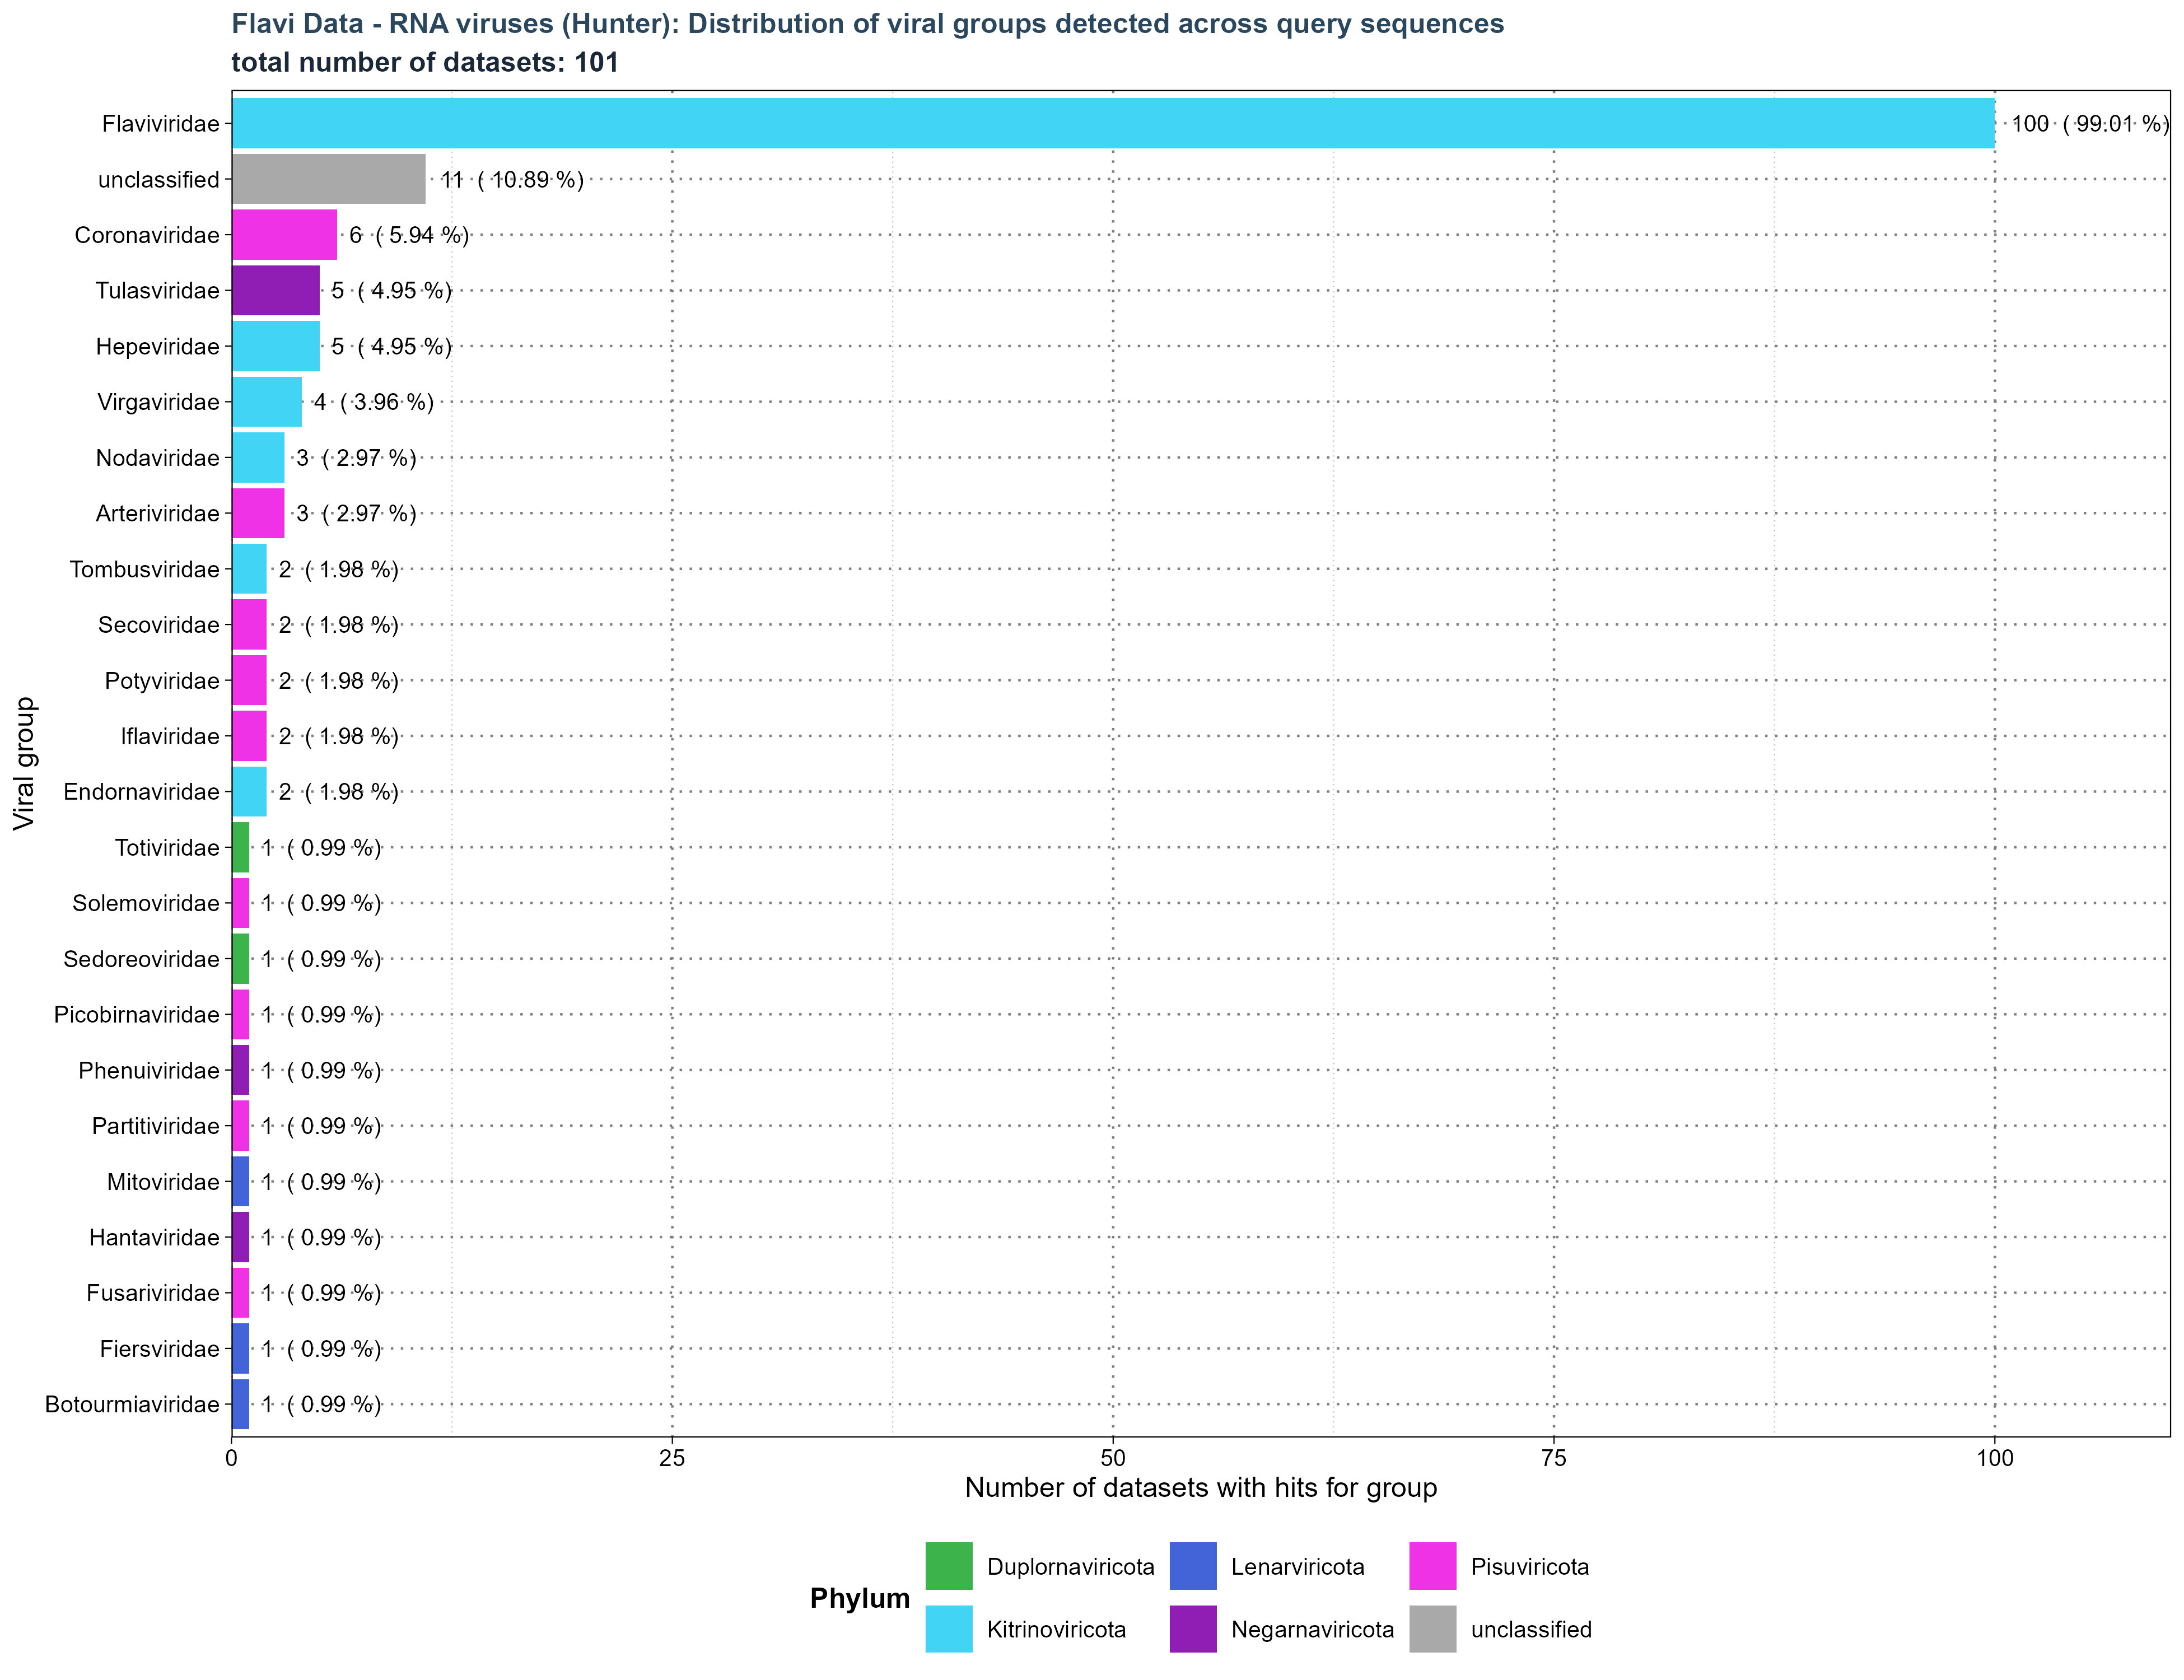 Flavi Data - RNA viruses (Hunter): Distribution of viral groups detected across query sequences
total number of datasets: 101
Flaviviridae 100 ( 99.01 %)
unclassified 11 ( 10.89 %)
Coronaviridae 6 ( 5.94 %)
Tulasviridae 5 ( 4.95 %)
Hepeviridae 5 ( 4.95 %)
Virgaviridae 4 ( 3.96 %)
Nodaviridae 3 ( 2.97 %)
Arteriviridae 3 ( 2.97 %)
Tombusviridae 2 ( 1.98 %)
Secoviridae 2 ( 1.98 %)
Potyviridae 2 ( 1.98 %)
Iflaviridae 2 ( 1.98 %)
Endornaviridae 2 ( 1.98 %)
Totiviridae 1 ( 0.99 %)
Solemoviridae 1 ( 0.99 %)
Sedoreoviridae 1 ( 0.99 %)
Picobirnaviridae 1 ( 0.99 %)
Phenuiviridae 1 ( 0.99 %)
Partitiviridae 1 ( 0.99 %)
Mitoviridae 1 ( 0.99 %)
Hantaviridae 1 ( 0.99 %)
Fusariviridae 1 ( 0.99 %)
Fiersviridae 1 ( 0.99 %)
Botourmiaviridae 1 ( 0.99 %)
Viral group
0 25 50 75 100
Number of datasets with hits for group
Phylum
Duplornaviricota Lenarviricota Pisuviricota
Kitrinoviricota Negarnaviricota unclassified